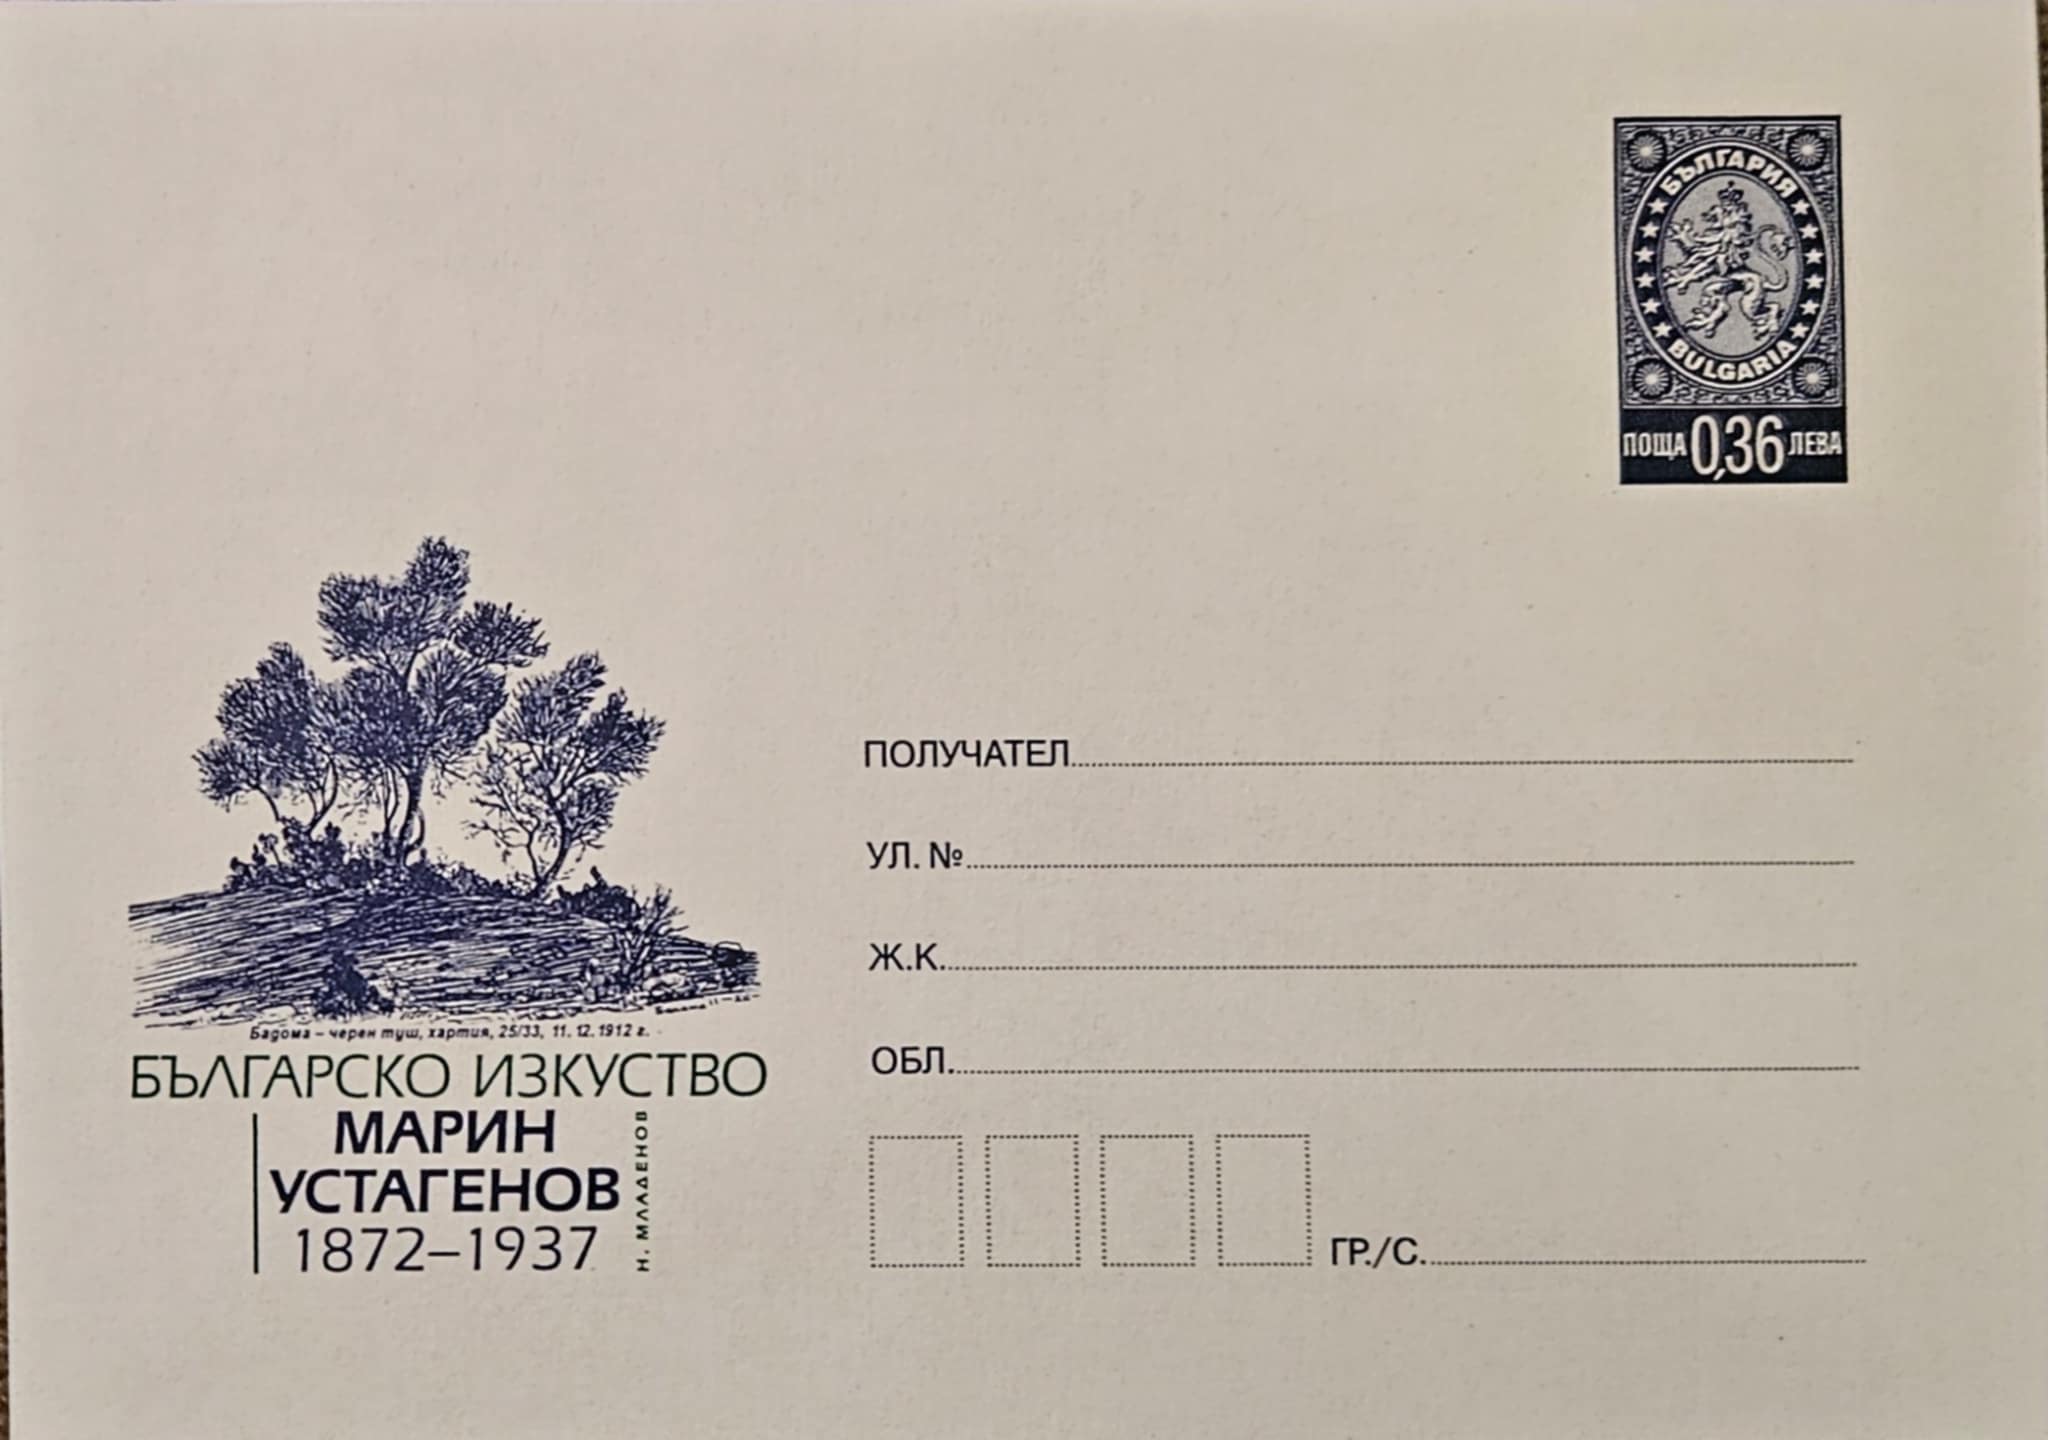 БЪЛГАРИЯ
BULGARIA
ПОЩА 0,36 ЛЕВА
Бадома – черен туш, хартия, 25/33, 11.12.1912 г.
БЪЛГАРСКО ИЗКУСТВО
МАРИН
УСТАГЕНОВ
1872–1937
Н. МЛАДЕНОВ
ПОЛУЧАТЕЛ
УЛ. №
Ж.К.
ОБЛ.
ГР./С.